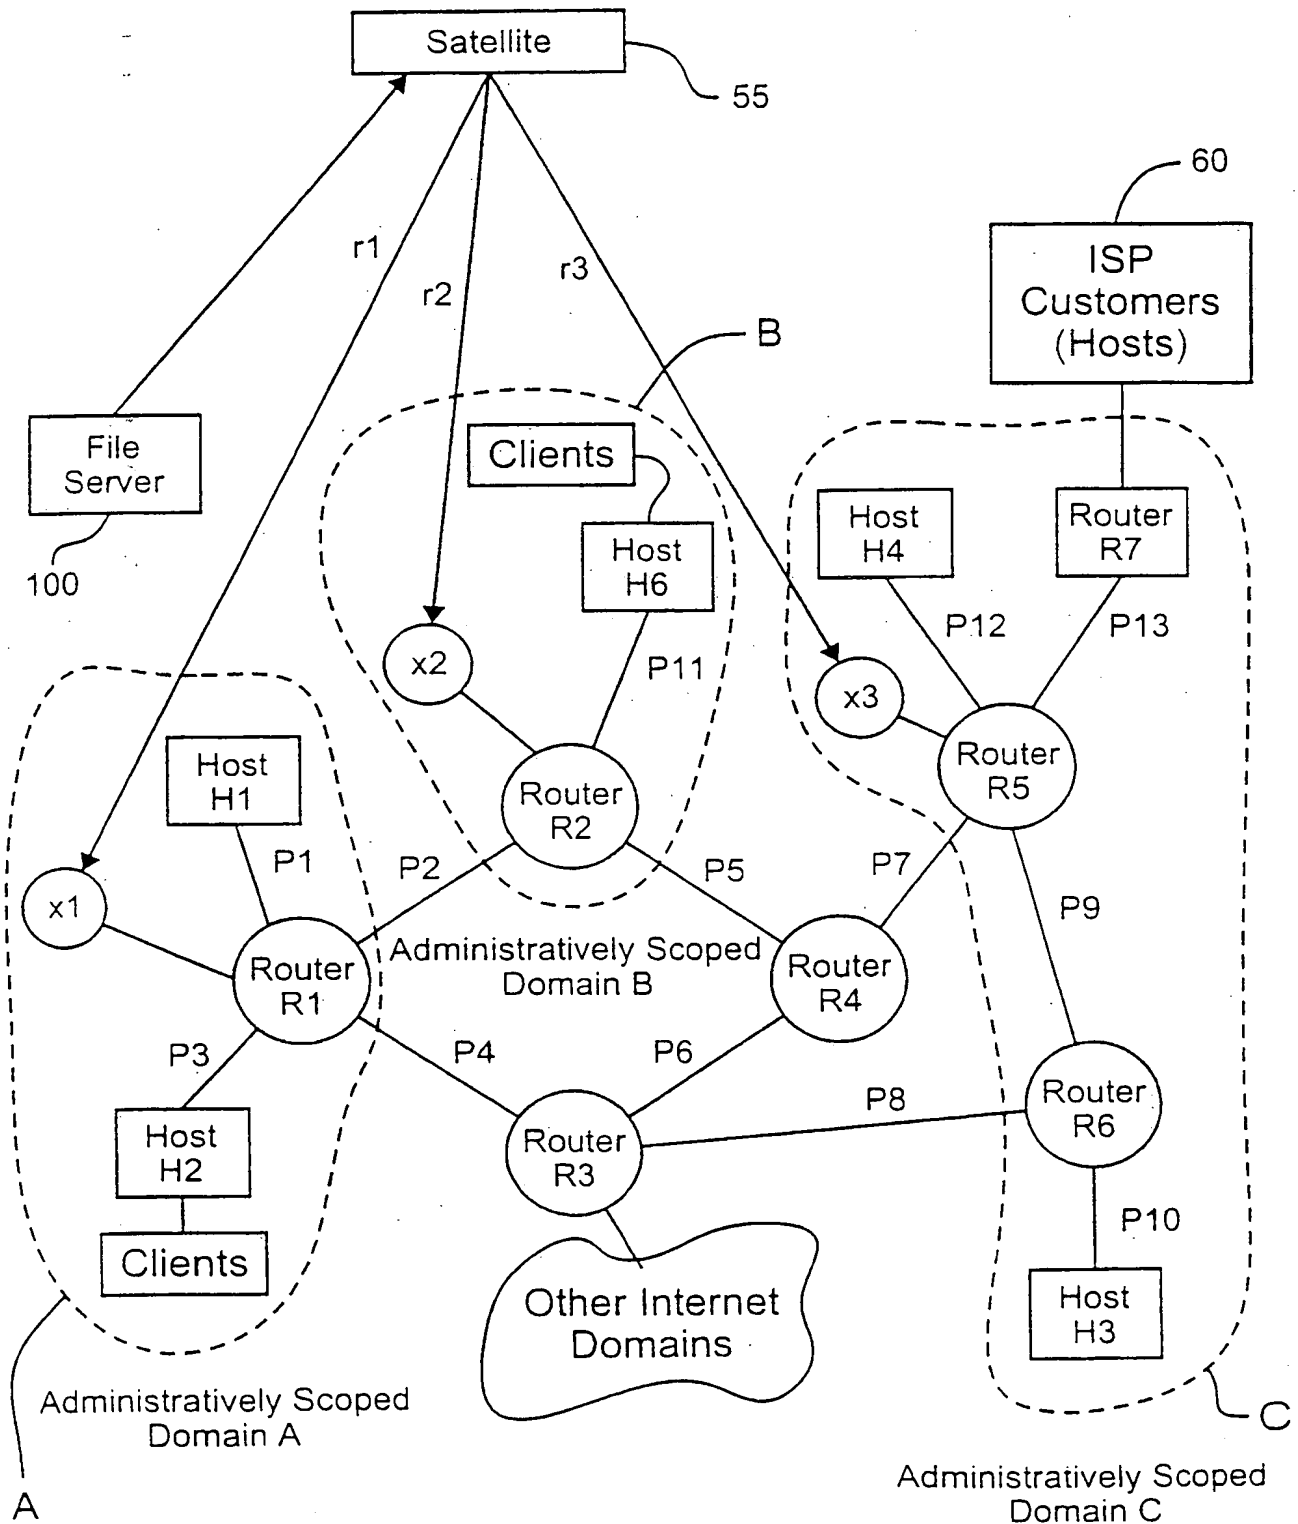 Satellite
55
60
r1
r2
r3
ISP
Customers
(Hosts)
B
File
Server
100
Clients
Host
H6
Host
H4
Router
R7
P12
P13
x2
P11
x3
Router
R5
Host
H1
Router
R2
P1
P2
P5
P7
x1
P9
Administratively Scoped
Domain B
Router
R1
Router
R4
P3
P4
P6
P8
Router
R6
Host
H2
Router
R3
P10
Clients
Other Internet
Domains
Host
H3
Administratively Scoped
Domain A
C
A
Administratively Scoped
Domain C